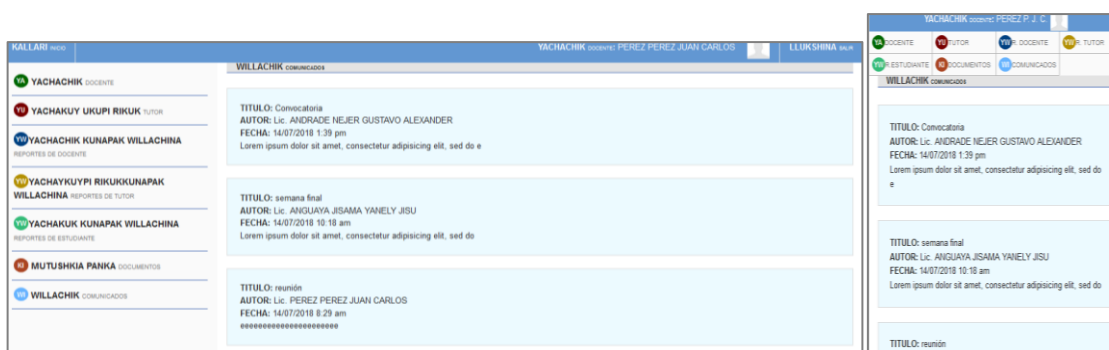 KALLARI INICIO
YACHACHIK DOCENTE: PEREZ PEREZ JUAN CARLOS
LLUKSHINA SALIR
YA YACHACHIK DOCENTE
YU YACHAKUY UKUPI RIKUK TUTOR
YW YACHACHIK KUNAPAK WILLACHINA
REPORTES DE DOCENTE
YW YACHAYKUYPI RIKUKKUNAPAK
WILLACHINA REPORTES DE TUTOR
YW YACHAKUK KUNAPAK WILLACHINA
REPORTES DE ESTUDIANTE
KI MUTUSHKIA PANKA DOCUMENTOS
WI WILLACHIK COMUNICADOS
WILLACHIK COMUNICADOS
TITULO: Convocatoria
AUTOR: Lic. ANDRADE NEJER GUSTAVO ALEXANDER
FECHA: 14/07/2018 1:39 pm
Lorem ipsum dolor sit amet, consectetur adipisicing elit, sed do e
TITULO: semana final
AUTOR: Lic. ANGUAYA JISAMA YANELY JISU
FECHA: 14/07/2018 10:18 am
Lorem ipsum dolor sit amet, consectetur adipisicing elit, sed do
TITULO: reunión
AUTOR: Lic. PEREZ PEREZ JUAN CARLOS
FECHA: 14/07/2018 8:29 am
eeeeeeeeeeeeeeeeeeeeee
YACHACHIK DOCENTE: PEREZ P. J. C.
YA DOCENTE YU TUTOR YW R. DOCENTE YW R. TUTOR
YW R.ESTUDIANTE KI DOCUMENTOS WI COMUNICADOS
WILLACHIK COMUNICADOS
TITULO: Convocatoria
AUTOR: Lic. ANDRADE NEJER GUSTAVO ALEXANDER
FECHA: 14/07/2018 1:39 pm
Lorem ipsum dolor sit amet, consectetur adipisicing elit, sed do
e
TITULO: semana final
AUTOR: Lic. ANGUAYA JISAMA YANELY JISU
FECHA: 14/07/2018 10:18 am
Lorem ipsum dolor sit amet, consectetur adipisicing elit, sed do
TITULO: reunión